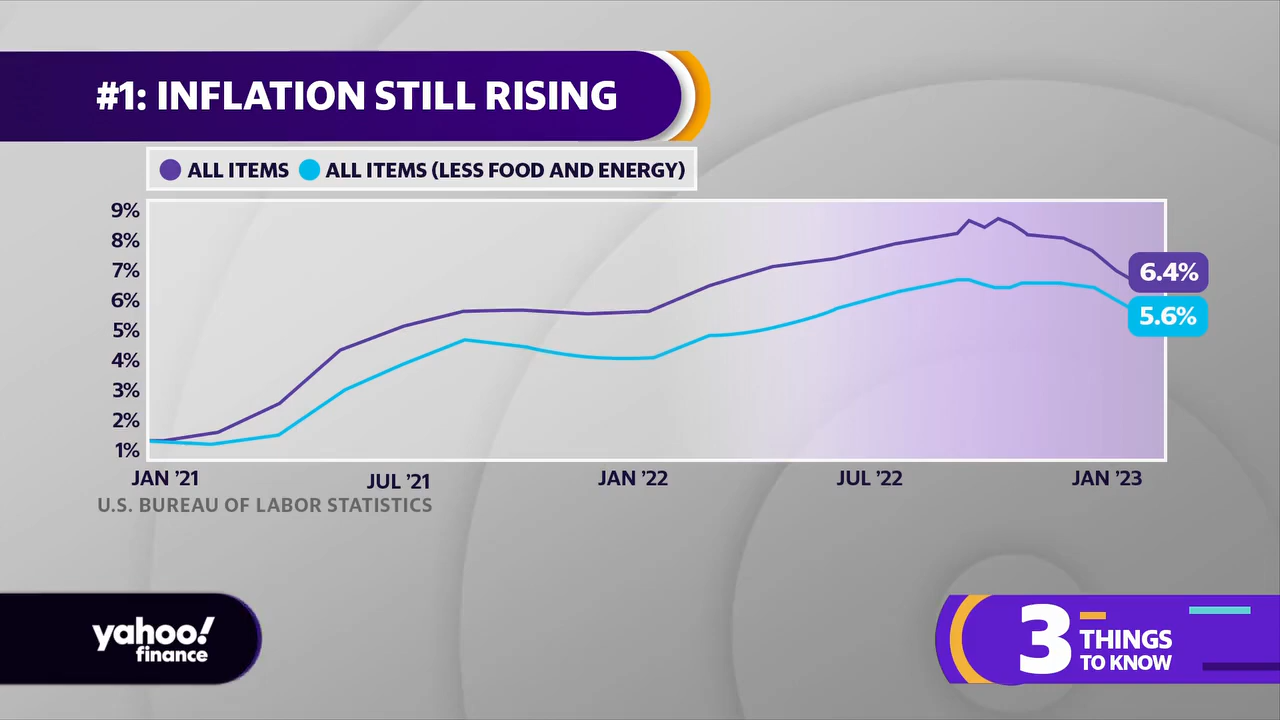 #1: INFLATION STILL RISING
ALL ITEMS ALL ITEMS (LESS FOOD AND ENERGY)
9%
8%
7%
6%
5%
4%
3%
2%
1%
6.4%
5.6%
JAN ’21 JUL ’21 JAN ’22 JUL ’22 JAN ’23
U.S. BUREAU OF LABOR STATISTICS
yahoo!
finance
3 THINGS
TO KNOW